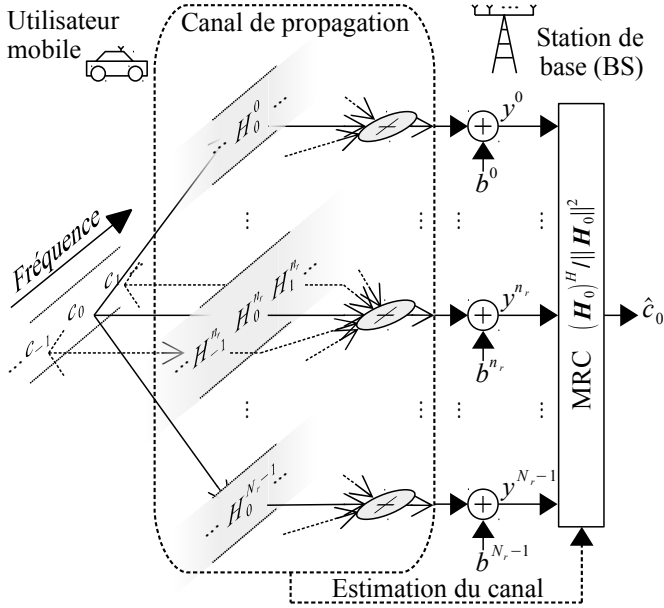 Utilisateur
mobile
Canal de propagation
Station de
base (BS)
Fréquence
... c_{-1} c_0 c_1
... H_0^0 ...
y^0
b^0
... H_{-1}^{n_r} H_0^{n_r} H_1^{n_r} ...
y^{n_r}
b^{n_r}
... H_0^{N_r-1} ...
y^{N_r-1}
b^{N_r-1}
MRC (H_0)^H/||H_0||^2
ĉ_0
Estimation du canal